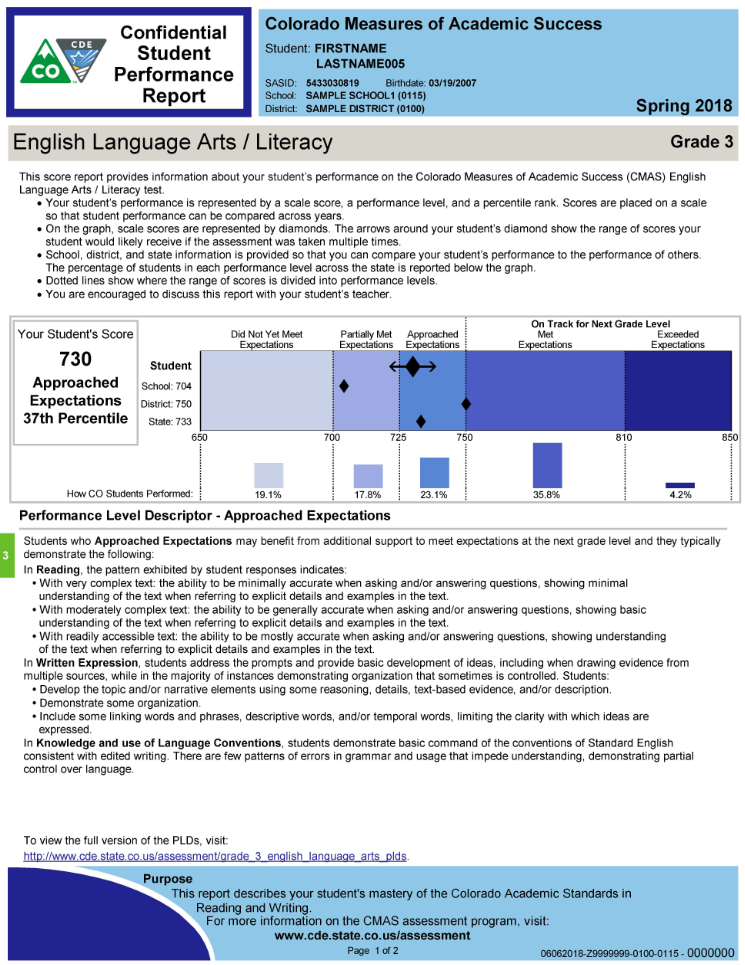 CO
CDE
TM
Confidential
Student
Performance
Report
Colorado Measures of Academic Success
Student: FIRSTNAME
LASTNAME005
SASID: 5433030819 Birthdate: 03/19/2007
School: SAMPLE SCHOOL1 (0115)
District: SAMPLE DISTRICT (0100)
Spring 2018
English Language Arts / Literacy
Grade 3
This score report provides information about your student's performance on the Colorado Measures of Academic Success (CMAS) English
Language Arts / Literacy test.
• Your student's performance is represented by a scale score, a performance level, and a percentile rank. Scores are placed on a scale
so that student performance can be compared across years.
• On the graph, scale scores are represented by diamonds. The arrows around your student's diamond show the range of scores your
student would likely receive if the assessment was taken multiple times.
• School, district, and state information is provided so that you can compare your student's performance to the performance of others.
The percentage of students in each performance level across the state is reported below the graph.
• Dotted lines show where the range of scores is divided into performance levels.
• You are encouraged to discuss this report with your student's teacher.
Your Student's Score
730
Approached
Expectations
37th Percentile
On Track for Next Grade Level
Did Not Yet Meet Expectations
Partially Met Expectations
Approached Expectations
Met Expectations
Exceeded Expectations
Student
School: 704
District: 750
State: 733
650 700 725 750 810 850
How CO Students Performed: 19.1% 17.8% 23.1% 35.8% 4.2%
Performance Level Descriptor - Approached Expectations
3
Students who Approached Expectations may benefit from additional support to meet expectations at the next grade level and they typically
demonstrate the following:
In Reading, the pattern exhibited by student responses indicates:
• With very complex text: the ability to be minimally accurate when asking and/or answering questions, showing minimal
understanding of the text when referring to explicit details and examples in the text.
• With moderately complex text: the ability to be generally accurate when asking and/or answering questions, showing basic
understanding of the text when referring to explicit details and examples in the text.
• With readily accessible text: the ability to be mostly accurate when asking and/or answering questions, showing understanding
of the text when referring to explicit details and examples in the text.
In Written Expression, students address the prompts and provide basic development of ideas, including when drawing evidence from
multiple sources, while in the majority of instances demonstrating organization that sometimes is controlled. Students:
• Develop the topic and/or narrative elements using some reasoning, details, text-based evidence, and/or description.
• Demonstrate some organization.
• Include some linking words and phrases, descriptive words, and/or temporal words, limiting the clarity with which ideas are
expressed.
In Knowledge and use of Language Conventions, students demonstrate basic command of the conventions of Standard English
consistent with edited writing. There are few patterns of errors in grammar and usage that impede understanding, demonstrating partial
control over language.
To view the full version of the PLDs, visit:
http://www.cde.state.co.us/assessment/grade_3_english_language_arts_plds.
Purpose
This report describes your student's mastery of the Colorado Academic Standards in
Reading and Writing.
For more information on the CMAS assessment program, visit:
www.cde.state.co.us/assessment
Page 1 of 2
06062018-Z9999999-0100-0115 - 0000000